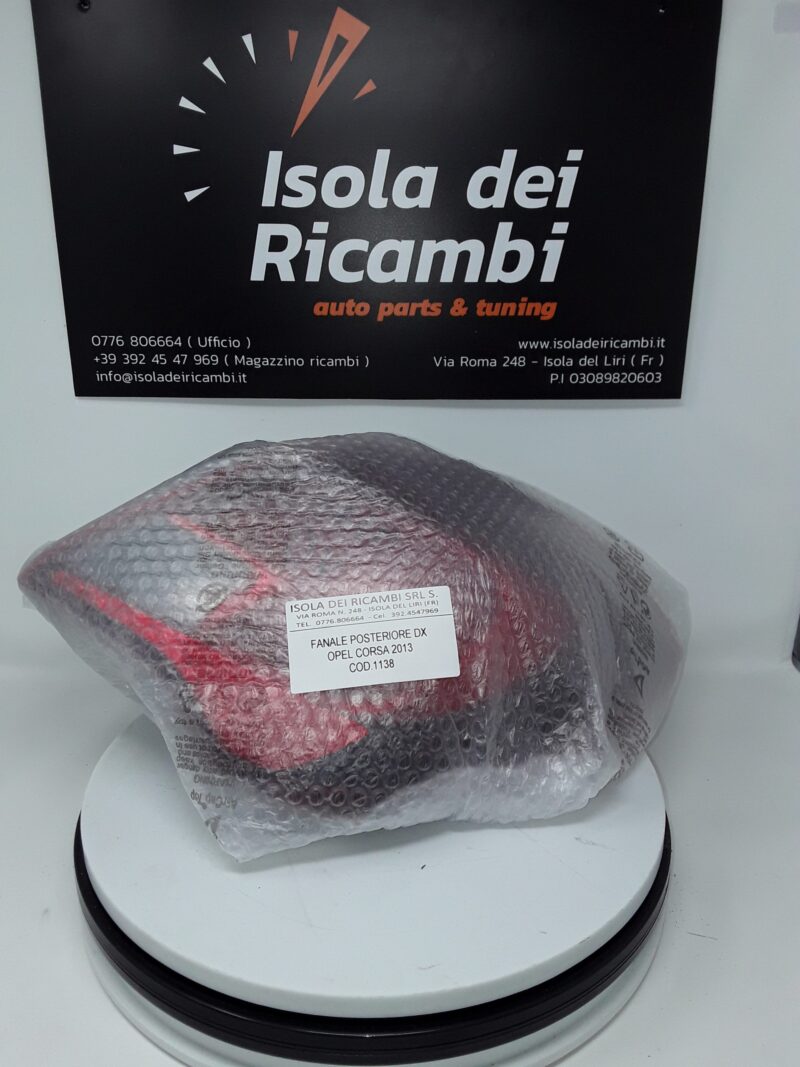 Isola dei
Ricambi
auto parts & tuning
0776 806664 ( Ufficio )
+39 392 45 47 969 ( Magazzino ricambi )
info@isoladeiricambi.it
www.isoladeiricambi.it
Via Roma 248 - Isola del Liri ( Fr )
P.I 03089820603
ISOLA DEI RICAMBI SRL S.
VIA ROMA N. 248 - ISOLA DEL LIRI (FR)
TEL. 0776.806664 - Cel. 392.4547969
FANALE POSTERIORE DX
OPEL CORSA 2013
COD.1138